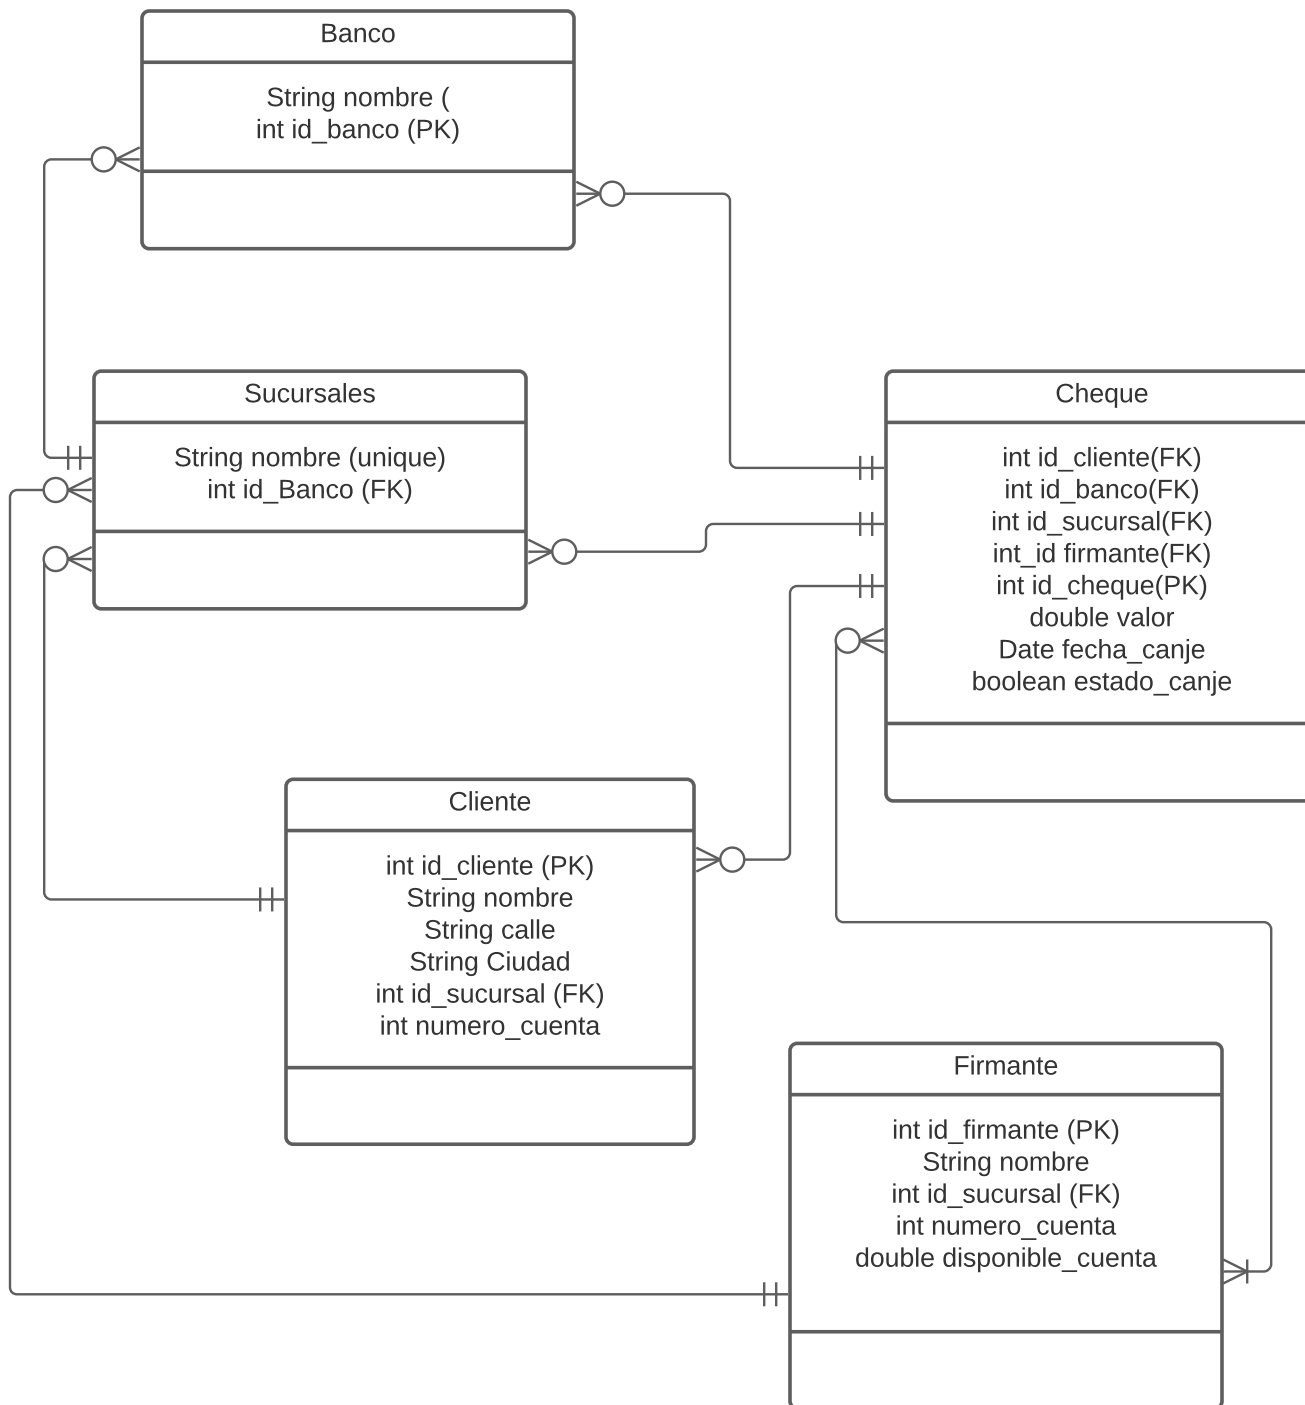 Banco
String nombre (
int id_banco (PK)
Sucursales
String nombre (unique)
int id_Banco (FK)
Cheque
int id_cliente(FK)
int id_banco(FK)
int id_sucursal(FK)
int_id firmante(FK)
int id_cheque(PK)
double valor
Date fecha_canje
boolean estado_canje
Cliente
int id_cliente (PK)
String nombre
String calle
String Ciudad
int id_sucursal (FK)
int numero_cuenta
Firmante
int id_firmante (PK)
String nombre
int id_sucursal (FK)
int numero_cuenta
double disponible_cuenta